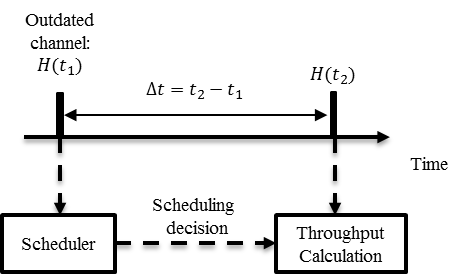 Outdated
channel:
H(t₁)
H(t₂)
Δt = t₂ − t₁
Time
Scheduling
decision
Scheduler
Throughput
Calculation